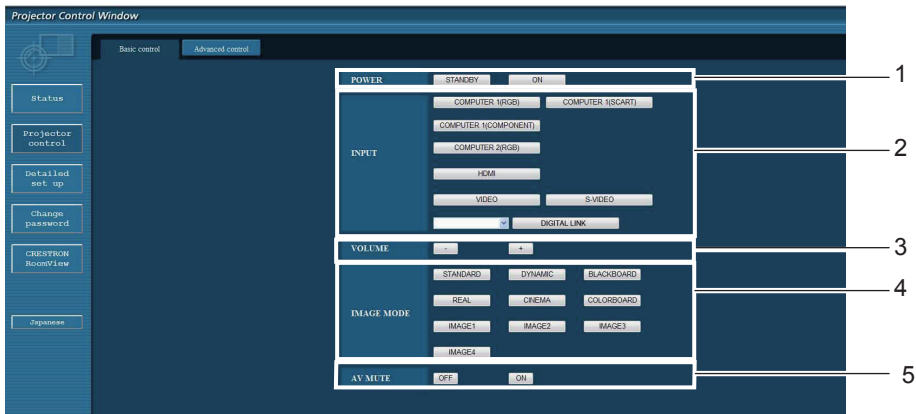 Projector Control Window
Basic control Advanced control
Status
Projector
control
Detailed
set up
Change
password
CRESTRON
RoomView
Japanese
POWER STANDBY ON 1
INPUT COMPUTER 1(RGB) COMPUTER 1(SCART) 2
COMPUTER 1(COMPONENT)
COMPUTER 2(RGB)
HDMI
VIDEO S-VIDEO
DIGITAL LINK
VOLUME - + 3
IMAGE MODE STANDARD DYNAMIC BLACKBOARD 4
REAL CINEMA COLORBOARD
IMAGE1 IMAGE2 IMAGE3
IMAGE4
AV MUTE OFF ON 5